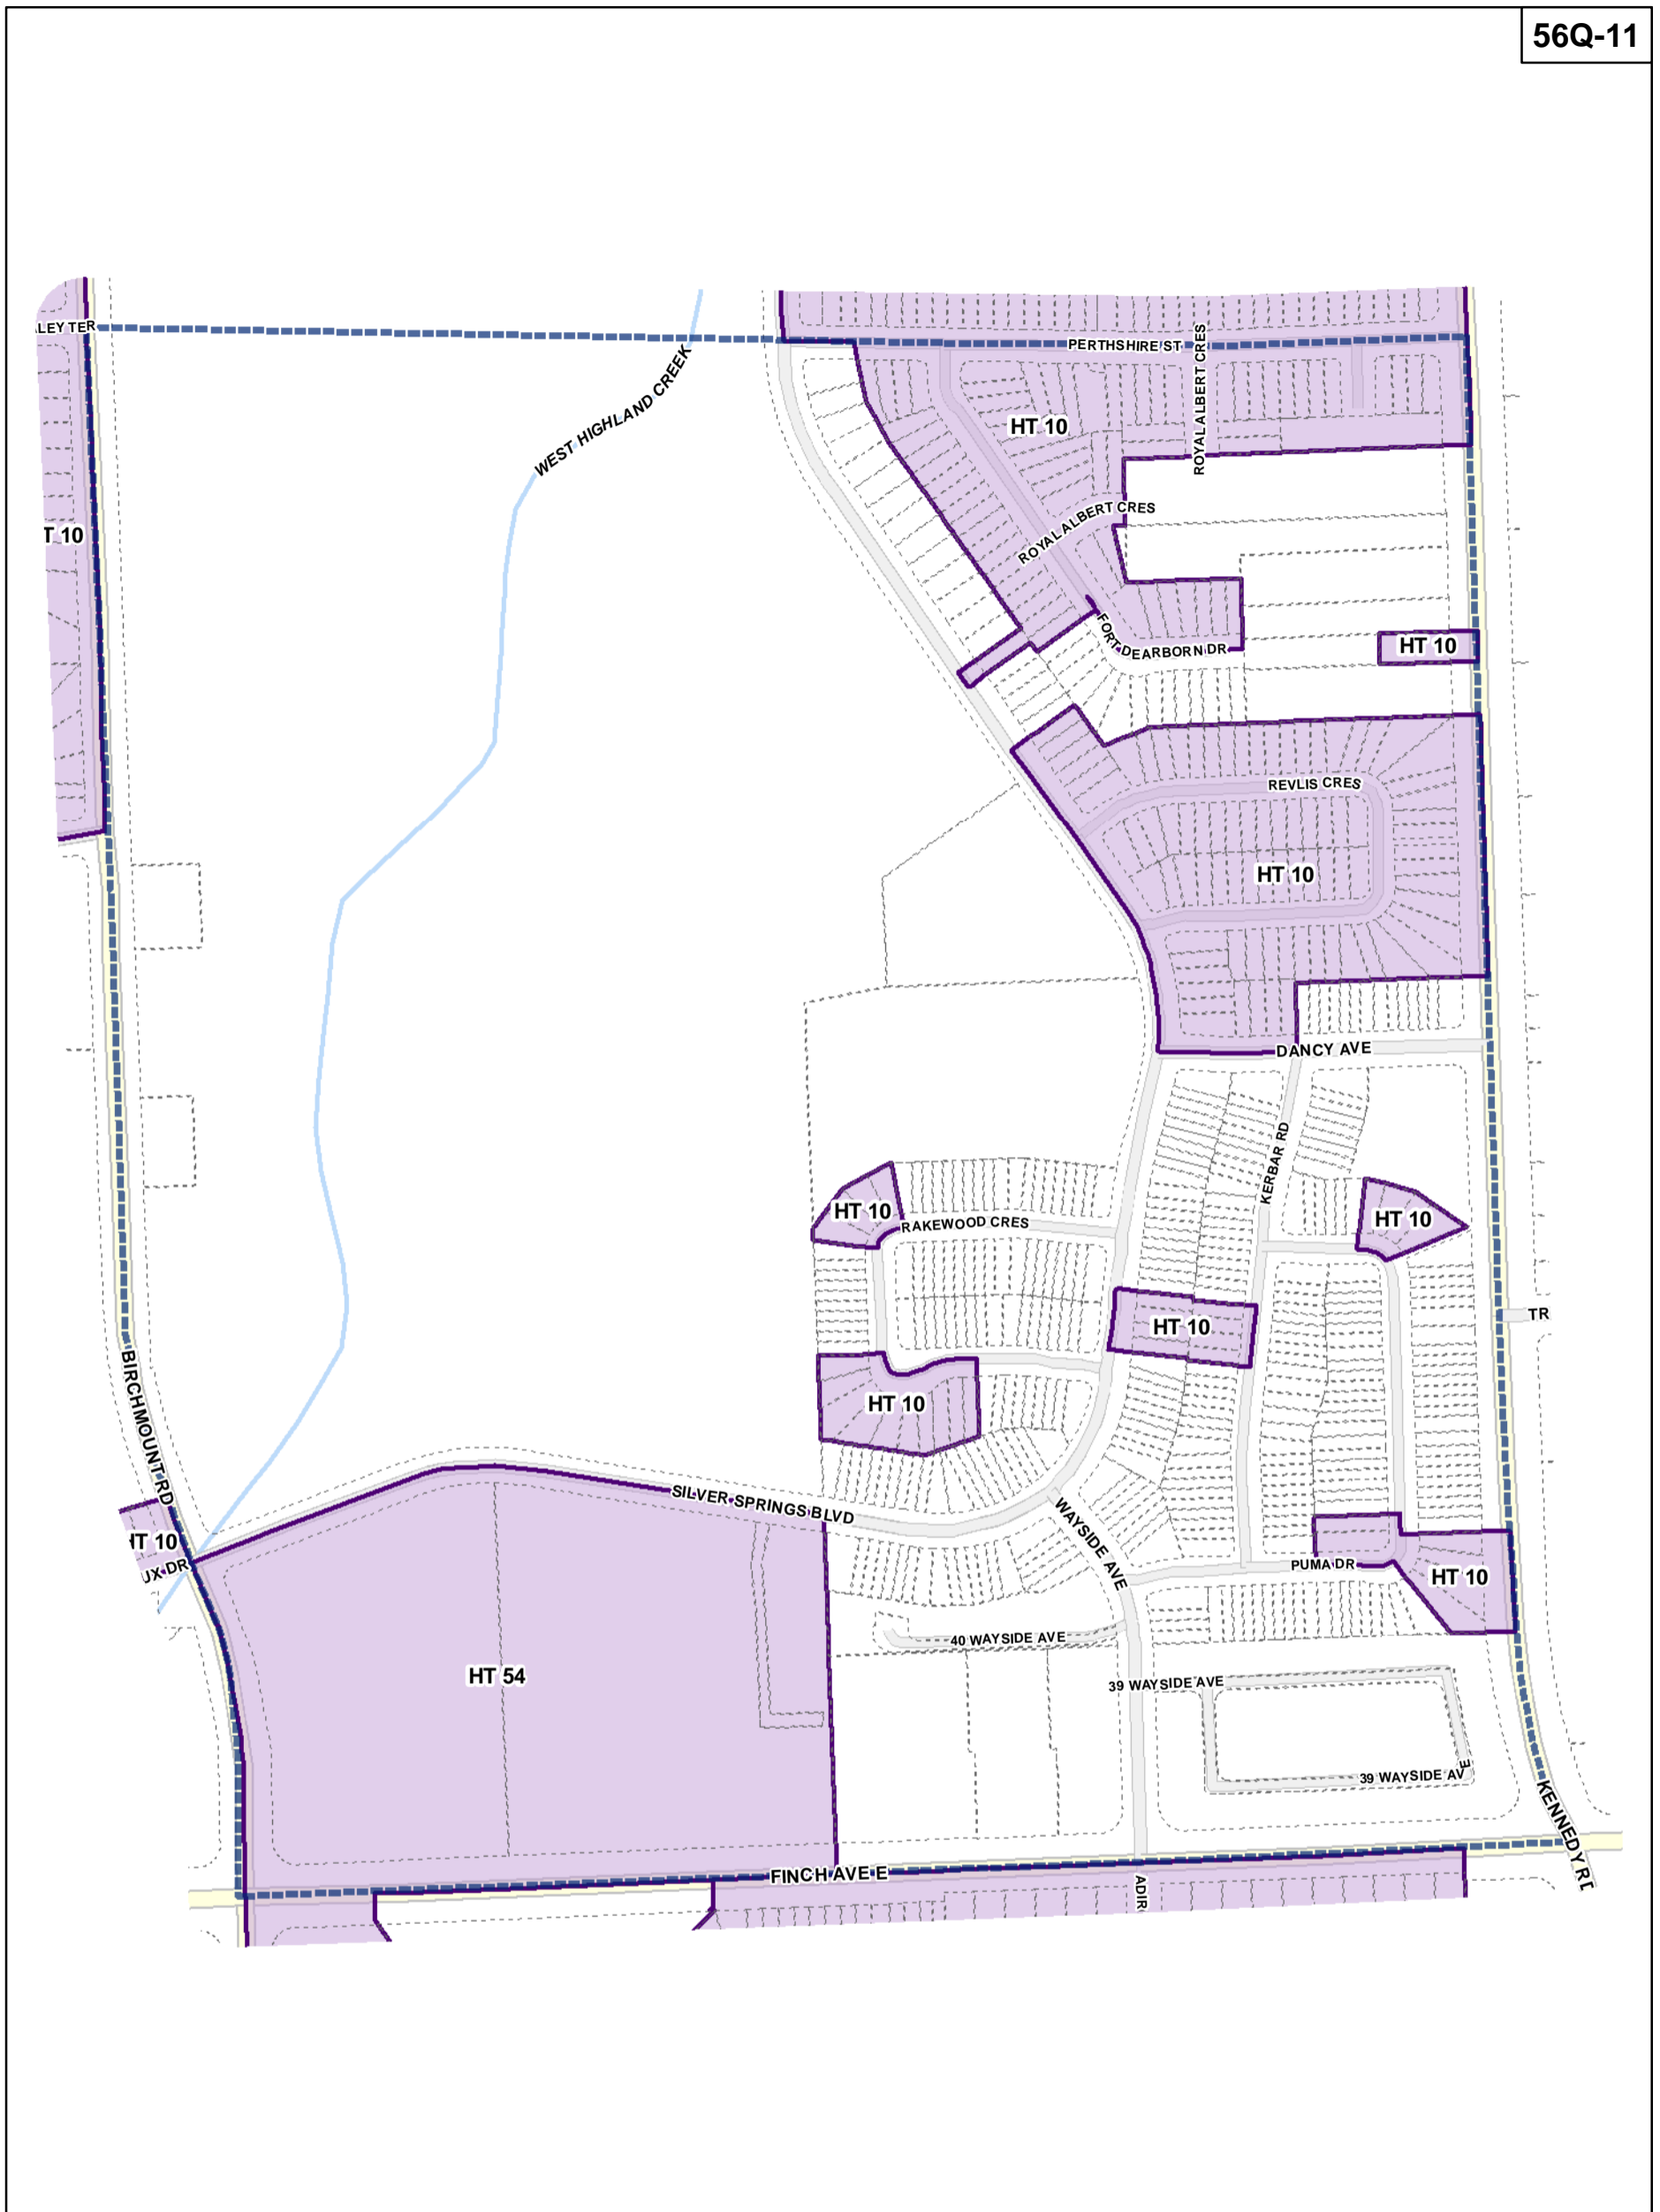 56Q-11
LEY TER
PERTHSHIRE ST
ROYAL ALBERT CRES
WEST HIGHLAND CREEK
HT 10
T 10
ROYAL ALBERT CRES
FORT DEARBORN DR
HT 10
REVLIS CRES
HT 10
DANCY AVE
KERBAR RD
HT 10
RAKEWOOD CRES
HT 10
TR
HT 10
BIRCHMOUNT RD
HT 10
SILVER SPRINGS BLVD
WAYSIDE AVE
HT 10
UX DR
PUMA DR
HT 10
40 WAYSIDE AVE
HT 54
39 WAYSIDE AVE
39 WAYSIDE AVE
KENNEDY RD
FINCH AVE E
ADIR